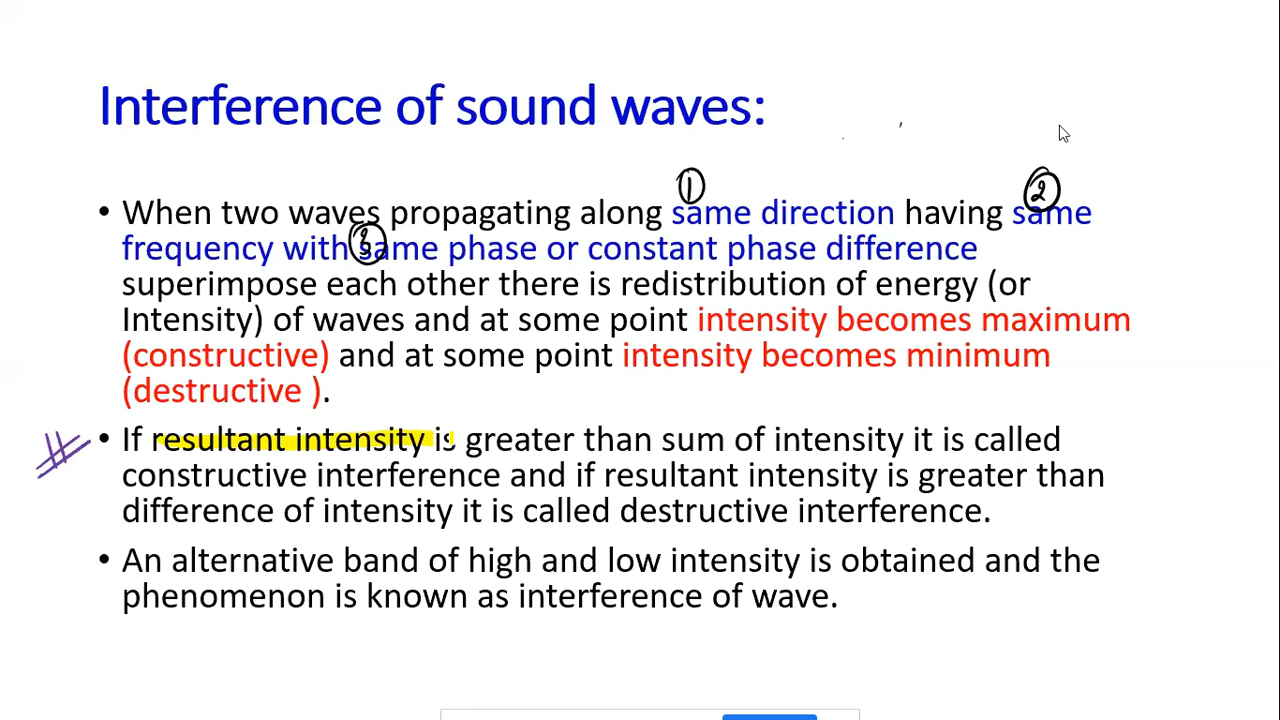 Interference of sound waves:
① ②
• When two waves propagating along same direction having same
③
frequency with same phase or constant phase difference
superimpose each other there is redistribution of energy (or
Intensity) of waves and at some point intensity becomes maximum
(constructive) and at some point intensity becomes minimum
(destructive ).
• If resultant intensity is greater than sum of intensity it is called
constructive interference and if resultant intensity is greater than
difference of intensity it is called destructive interference.
• An alternative band of high and low intensity is obtained and the
phenomenon is known as interference of wave.